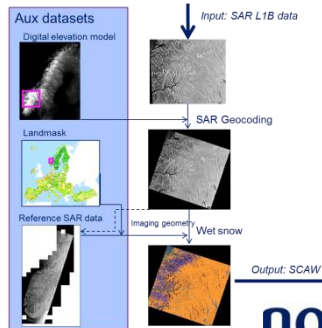 Aux datasets
Input: SAR L1B data
Digital elevation model
SAR Geocoding
Landmask
Reference SAR data
Imaging geometry
Wet snow
Output: SCAW